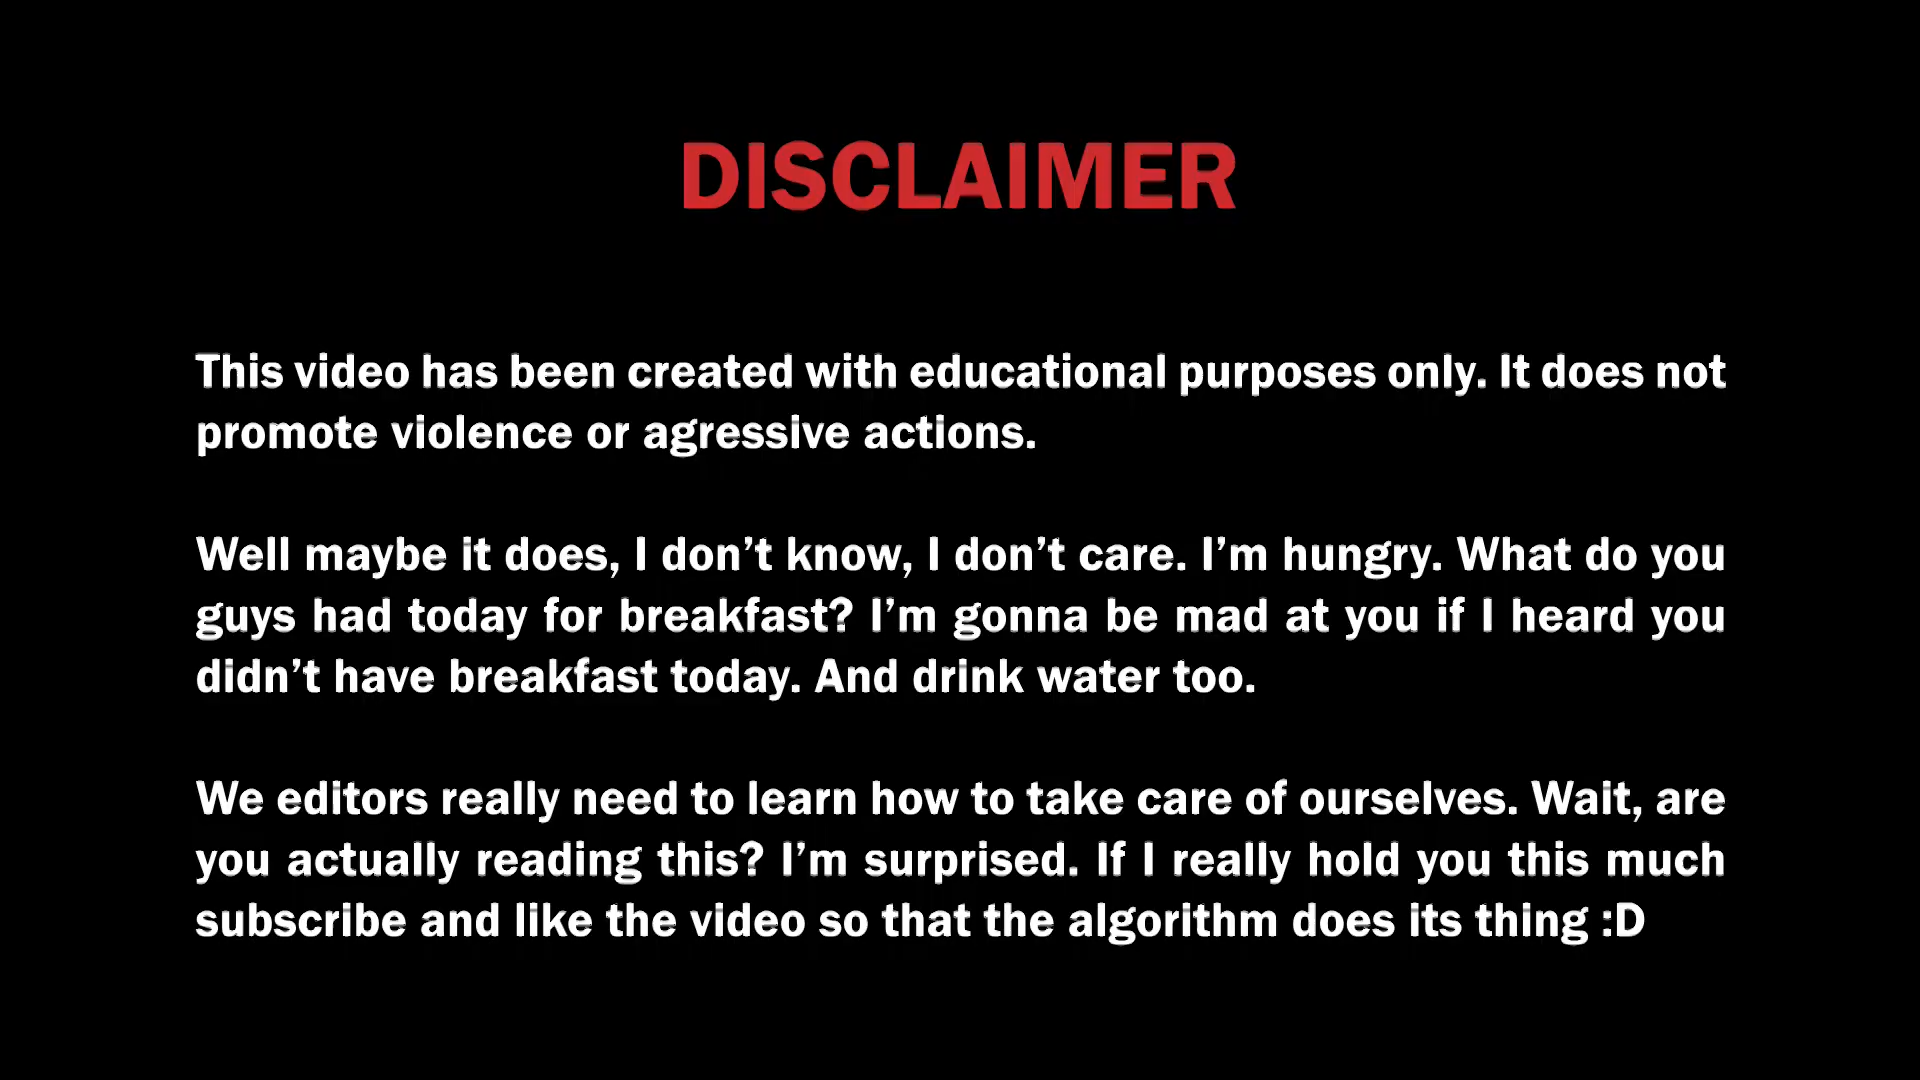 DISCLAIMER
This video has been created with educational purposes only. It does not
promote violence or agressive actions.
Well maybe it does, I don’t know, I don’t care. I’m hungry. What do you
guys had today for breakfast? I’m gonna be mad at you if I heard you
didn’t have breakfast today. And drink water too.
We editors really need to learn how to take care of ourselves. Wait, are
you actually reading this? I’m surprised. If I really hold you this much
subscribe and like the video so that the algorithm does its thing :D